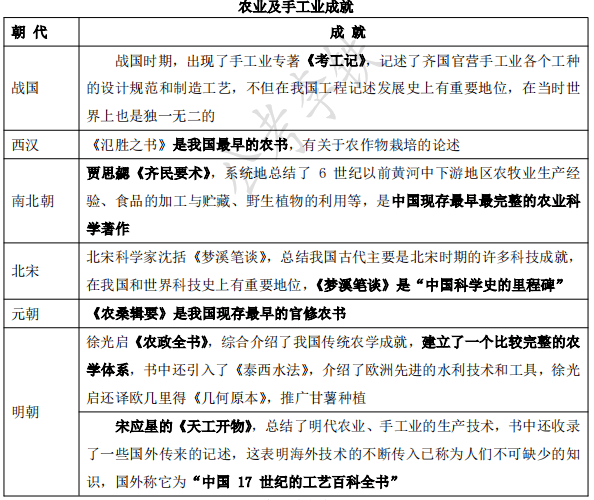 农业及手工业成就
朝 代 成 就
战国时期，出现了手工业专著《考工记》，记述了齐国官营手工业各个工种
战国 的设计规范和制造工艺，不但在我国工程记述发展史上有重要地位，在当时世
界上也是独一无二的
西汉 《氾胜之书》是我国最早的农书，有关于农作物栽培的论述
贾思勰《齐民要术》，系统地总结了 6 世纪以前黄河中下游地区农牧业生产经
南北朝 验、食品的加工与贮藏、野生植物的利用等，是中国现存最早最完整的农业科
学著作
北宋科学家沈括《梦溪笔谈》，总结我国古代主要是北宋时期的许多科技成就，
北宋
在我国和世界科技史上有重要地位，《梦溪笔谈》是“中国科学史的里程碑”
元朝 《农桑辑要》是我国现存最早的官修农书
徐光启《农政全书》，综合介绍了我国传统农学成就，建立了一个比较完整的农
学体系，书中还引入了《泰西水法》，介绍了欧洲先进的水利技术和工具，徐光
启还译欧几里得《几何原本》，推广甘薯种植
明朝
宋应星的《天工开物》，总结了明代农业、手工业的生产技术，书中还收录
了一些国外传来的记述，这表明海外技术的不断传入已称为人们不可缺少的知
识，国外称它为“中国 17 世纪的工艺百科全书”
公考李铁